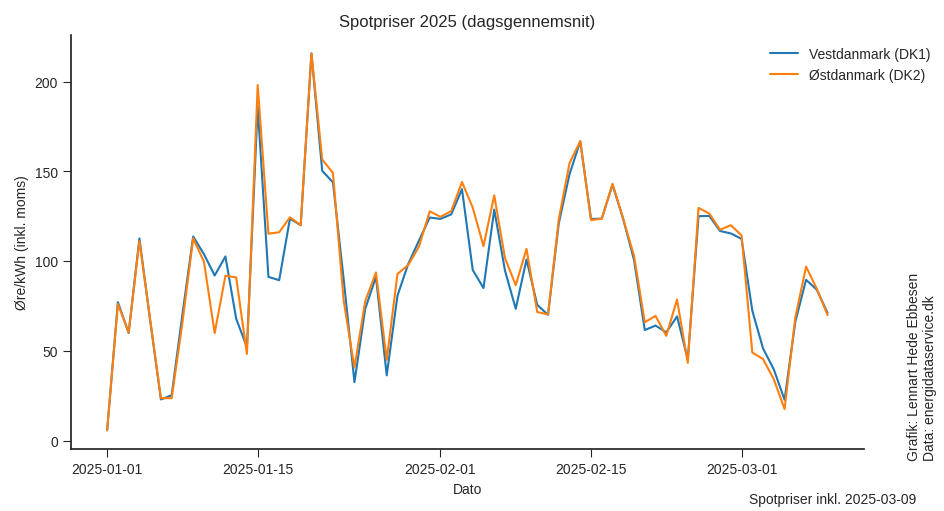 Spotpriser 2025 (dagsgennemsnit)
Vestdanmark (DK1)
Østdanmark (DK2)
Øre/kWh (inkl. moms)
200
150
100
50
0
2025-01-01
2025-01-15
2025-02-01
2025-02-15
2025-03-01
Dato
Grafik: Lennart Hede Ebbesen
Data: energidataservice.dk
Spotpriser inkl. 2025-03-09